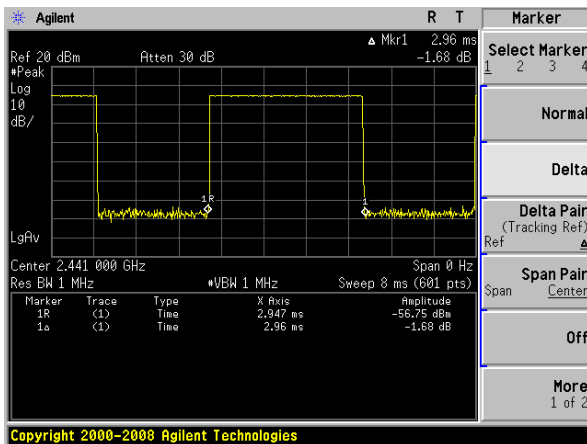 Agilent R T Marker
▵ Mkr1 2.96 ms
Ref 20 dBm Atten 30 dB -1.68 dB
#Peak
Log
10
dB/
1R 1
LgAv
Center 2.441 000 GHz Span 0 Hz
Res BW 1 MHz #VBW 1 MHz Sweep 8 ms (601 pts)
Marker Trace Type X Axis Amplitude
1R (1) Time 2.947 ms -56.75 dBm
1▵ (1) Time 2.96 ms -1.68 dB
Copyright 2000-2008 Agilent Technologies
Select Marker
1 2 3 4
Normal
Delta
Delta Pair
(Tracking Ref)
Ref ▵
Span Pair
Span Center
Off
More
1 of 2